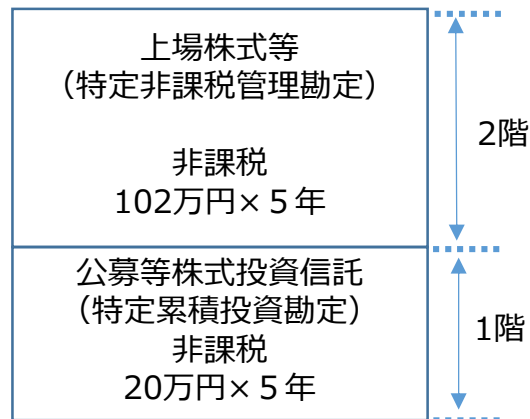 上場株式等
（特定非課税管理勘定）
非課税
102万円×５年
2階
公募等株式投資信託
（特定累積投資勘定）
非課税
20万円×５年
1階